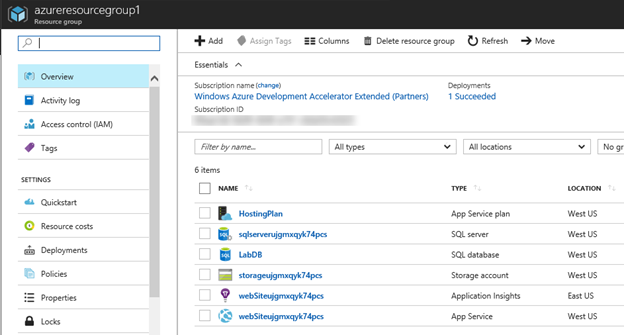 azureresourcegroup1
Resource group
Add
Assign Tags
Columns
Delete resource group
Refresh
Move
Overview
Activity log
Access control (IAM)
Tags
SETTINGS
Quickstart
Resource costs
Deployments
Policies
Properties
Locks
Essentials
Subscription name (change)
Deployments
Windows Azure Development Accelerator Extended (Partners)
1 Succeeded
Subscription ID
Filter by name...
All types
All locations
No gr
6 items
NAME TYPE LOCATION
HostingPlan App Service plan West US
sqlserverujgmxqyk74pcs SQL server West US
LabDB SQL database West US
storageujgmxqyk74pcs Storage account West US
webSiteujgmxqyk74pcs Application Insights East US
webSiteujgmxqyk74pcs App Service West US